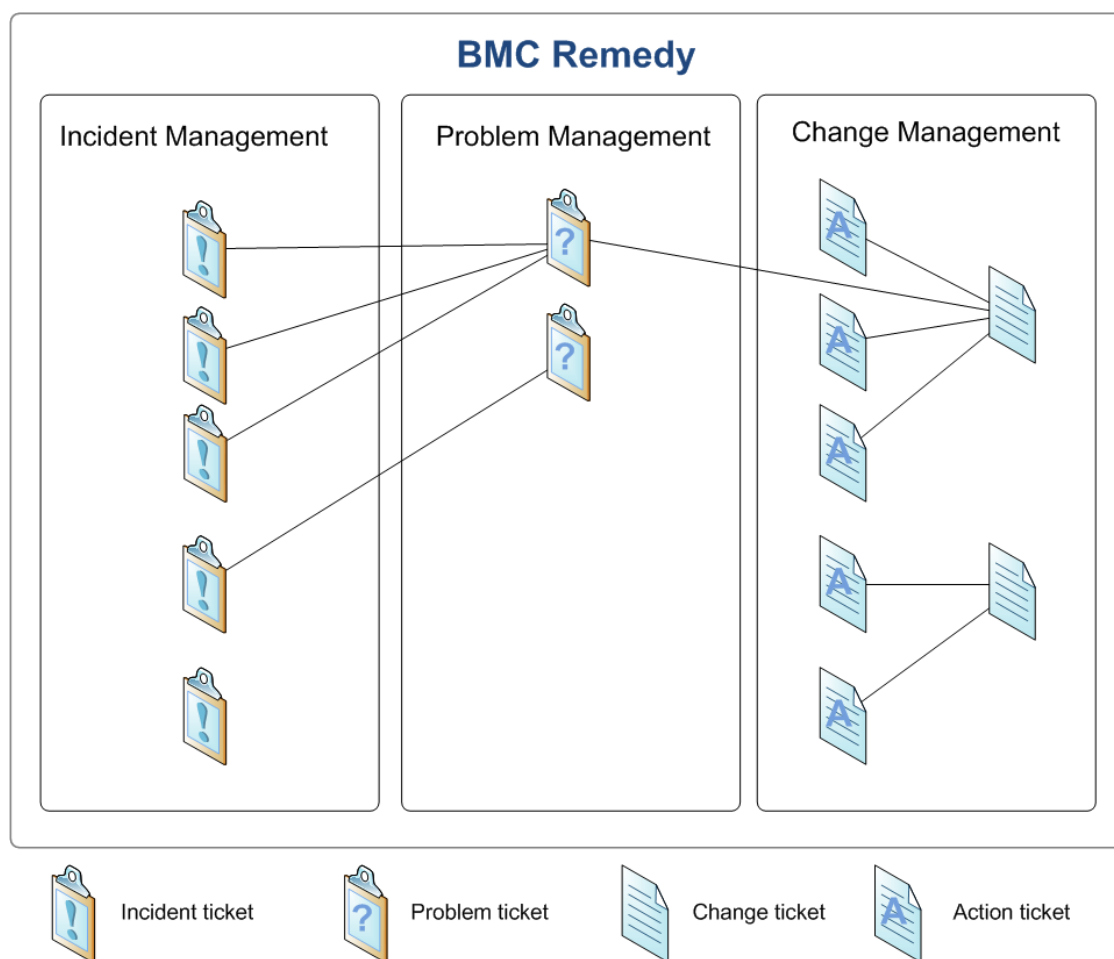 BMC Remedy
Incident Management
Problem Management
Change Management
!
?
A
!
?
A
!
A
!
A
!
A
!
Incident ticket
?
Problem ticket
Change ticket
A
Action ticket